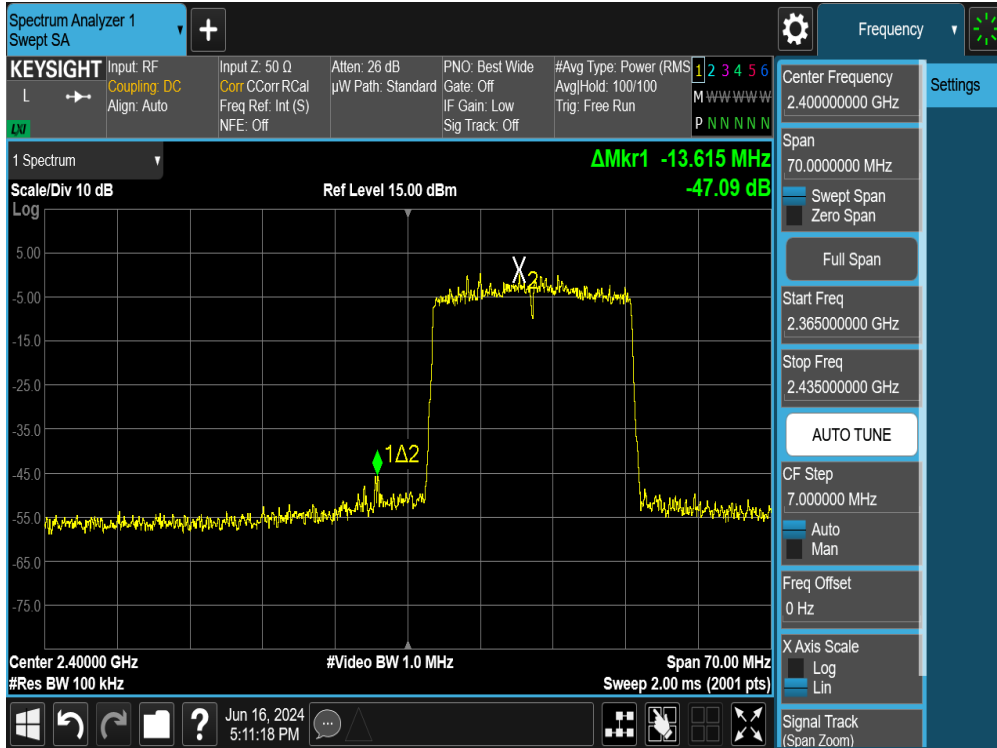 Spectrum Analyzer 1
Swept SA
+
Frequency
KEYSIGHT
L
LXI
Input: RF
Coupling: DC
Align: Auto
Input Z: 50 Ω
Corr CCorr RCal
Freq Ref: Int (S)
NFE: Off
Atten: 26 dB
µW Path: Standard
PNO: Best Wide
Gate: Off
IF Gain: Low
Sig Track: Off
#Avg Type: Power (RMS
Avg|Hold: 100/100
Trig: Free Run
1 2 3 4 5 6
M W W W W W
P N N N N N
1 Spectrum
ΔMkr1 -13.615 MHz
-47.09 dB
Scale/Div 10 dB
Ref Level 15.00 dBm
Log
5.00
-5.00
-15.0
-25.0
-35.0
-45.0
-55.0
-65.0
-75.0
X2
1Δ2
Center 2.40000 GHz
#Video BW 1.0 MHz
Span 70.00 MHz
#Res BW 100 kHz
Sweep 2.00 ms (2001 pts)
Center Frequency
2.400000000 GHz
Settings
Span
70.0000000 MHz
Swept Span
Zero Span
Full Span
Start Freq
2.365000000 GHz
Stop Freq
2.435000000 GHz
AUTO TUNE
CF Step
7.000000 MHz
Auto
Man
Freq Offset
0 Hz
X Axis Scale
Log
Lin
Signal Track
(Span Zoom)
?
Jun 16, 2024
5:11:18 PM